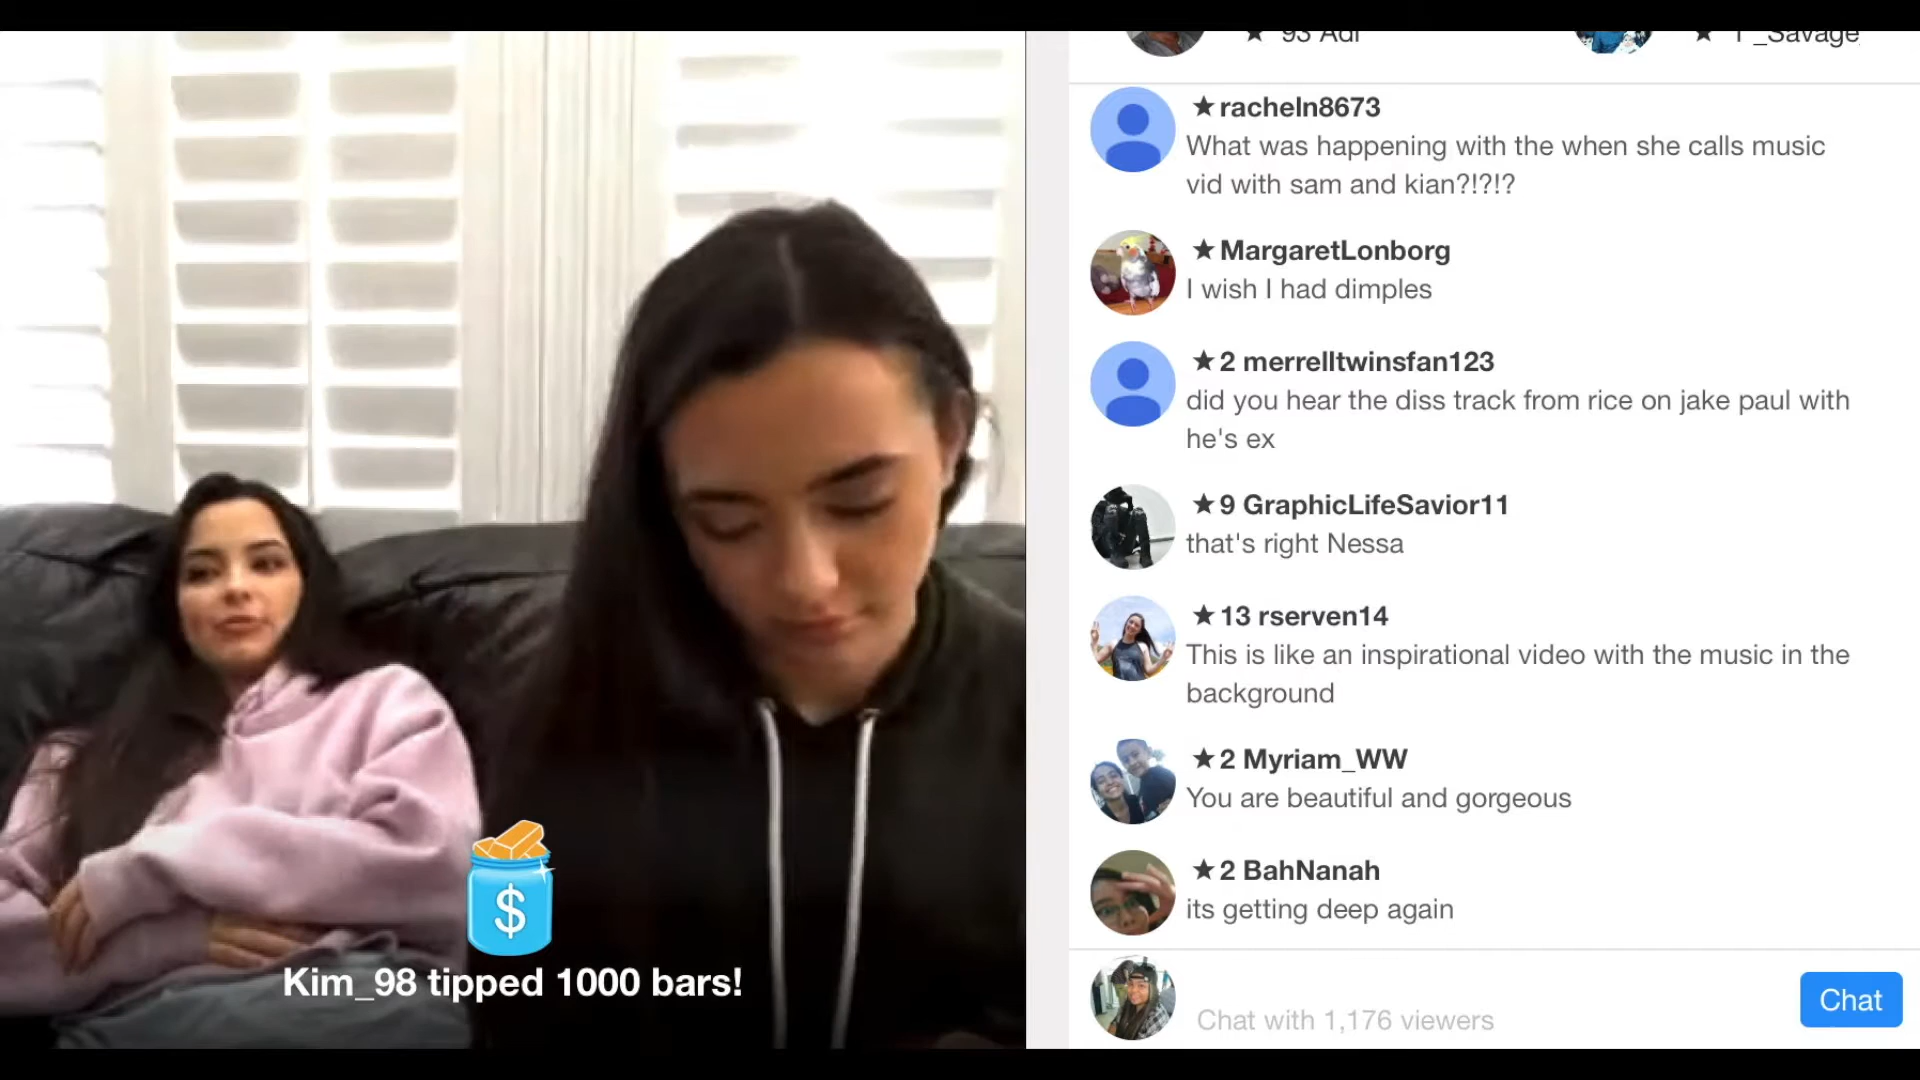 ★ 93 Adi
★ 1 _Savage
★ racheln8673
What was happening with the when she calls music
vid with sam and kian?!?!?
★ MargaretLonborg
I wish I had dimples
★ 2 merrelltwinsfan123
did you hear the diss track from rice on jake paul with
he's ex
★ 9 GraphicLifeSavior11
that's right Nessa
★ 13 rserven14
This is like an inspirational video with the music in the
background
★ 2 Myriam_WW
You are beautiful and gorgeous
★ 2 BahNanah
its getting deep again
$
Kim_98 tipped 1000 bars!
Chat with 1,176 viewers
Chat